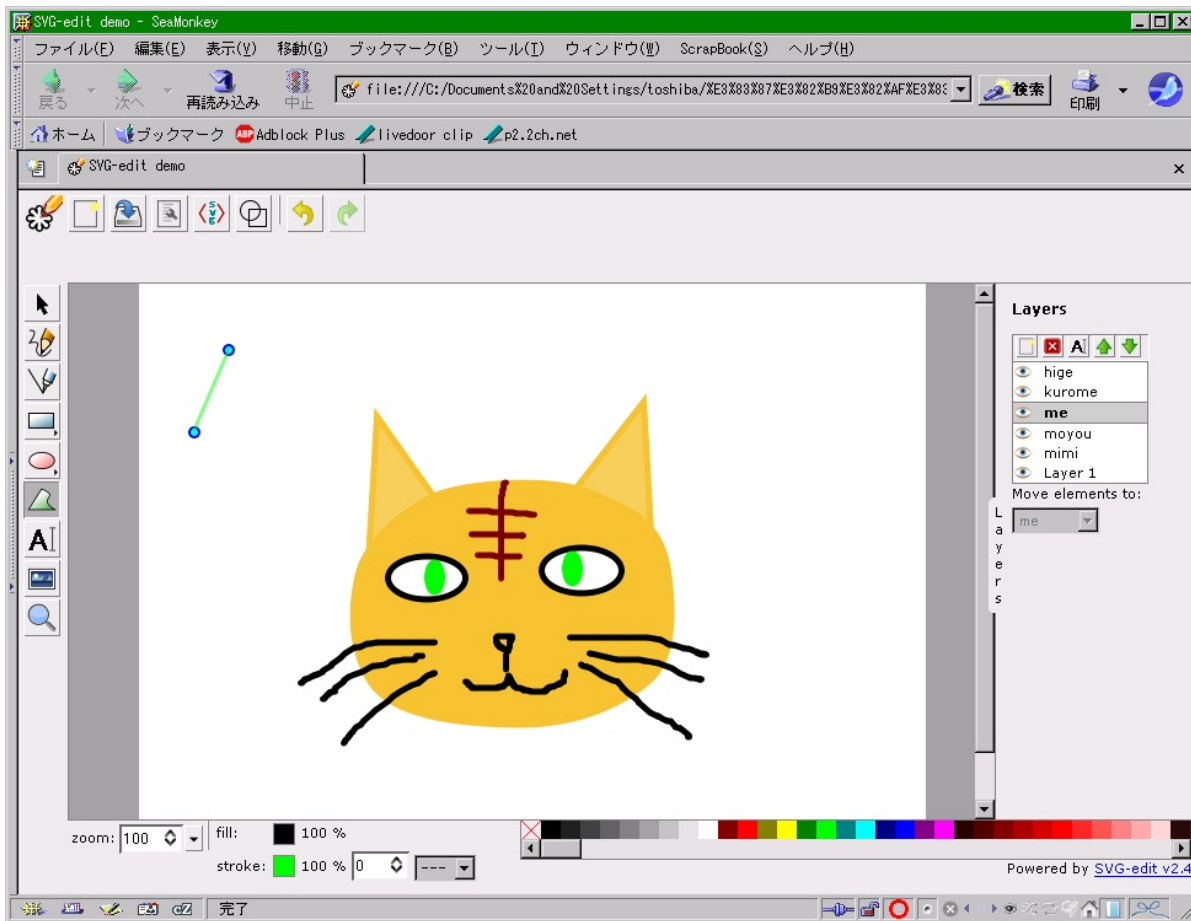 SVG-edit demo - SeaMonkey
ファイル(F) 編集(E) 表示(V) 移動(G) ブックマーク(B) ツール(T) ウィンドウ(W) ScrapBook(S) ヘルプ(H)
戻る 次へ 再読み込み 中止 file:///C:/Documents%20and%20Settings/toshiba/%E3%83%87%E3%82%B9%E3%82%AF%E3%8 検索 印刷
ホーム ブックマーク ABP Adblock Plus livedoor clip p2.2ch.net
SVG-edit demo
SVG
Layers
hige
kurome
me
moyou
mimi
Layer 1
Move elements to:
me
Layers
zoom: 100 fill: 100 %
stroke: 100 % 0 ---
Powered by SVG-edit v2.4
完了